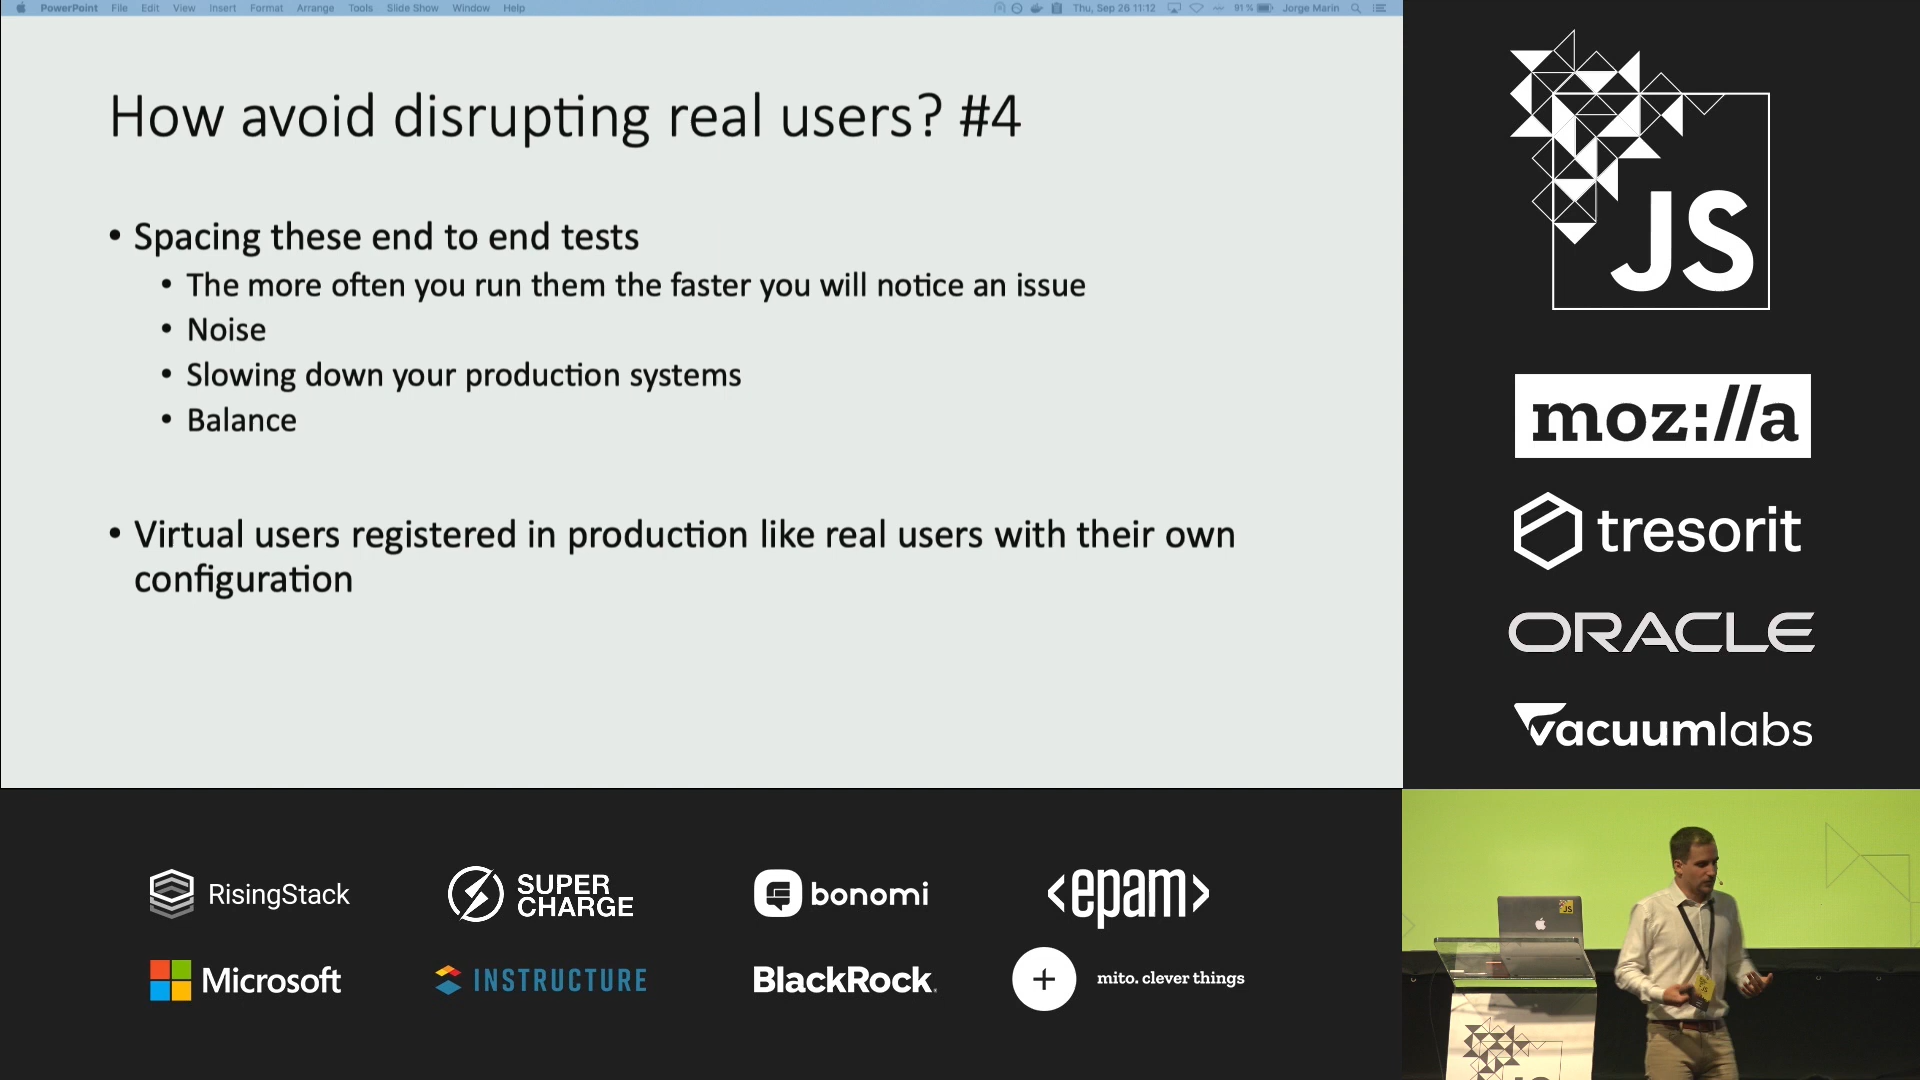 PowerPoint File Edit View Insert Format Arrange Tools Slide Show Window Help
Thu, Sep 26 11:12 91 % Jorge Marin
How avoid disrupting real users? #4
• Spacing these end to end tests
• The more often you run them the faster you will notice an issue
• Noise
• Slowing down your production systems
• Balance
• Virtual users registered in production like real users with their own
configuration
JS
moz://a
tresorit
ORACLE
vacuumlabs
RisingStack
SUPER
CHARGE
bonomi
<epam>
Microsoft
INSTRUCTURE
BlackRock.
+
mito. clever things
JS